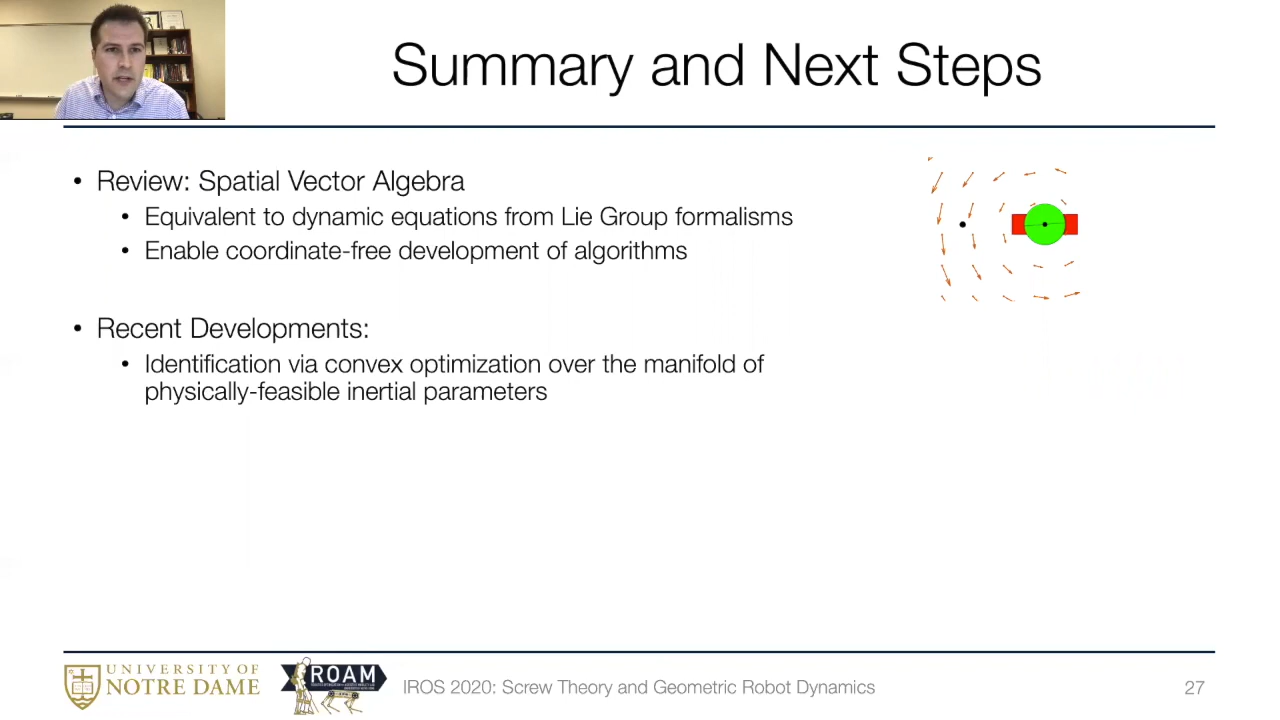 Summary and Next Steps
• Review: Spatial Vector Algebra
• Equivalent to dynamic equations from Lie Group formalisms
• Enable coordinate-free development of algorithms
• Recent Developments:
• Identification via convex optimization over the manifold of
physically-feasible inertial parameters
UNIVERSITY OF
NOTRE DAME
ROAM
IROS 2020: Screw Theory and Geometric Robot Dynamics
27